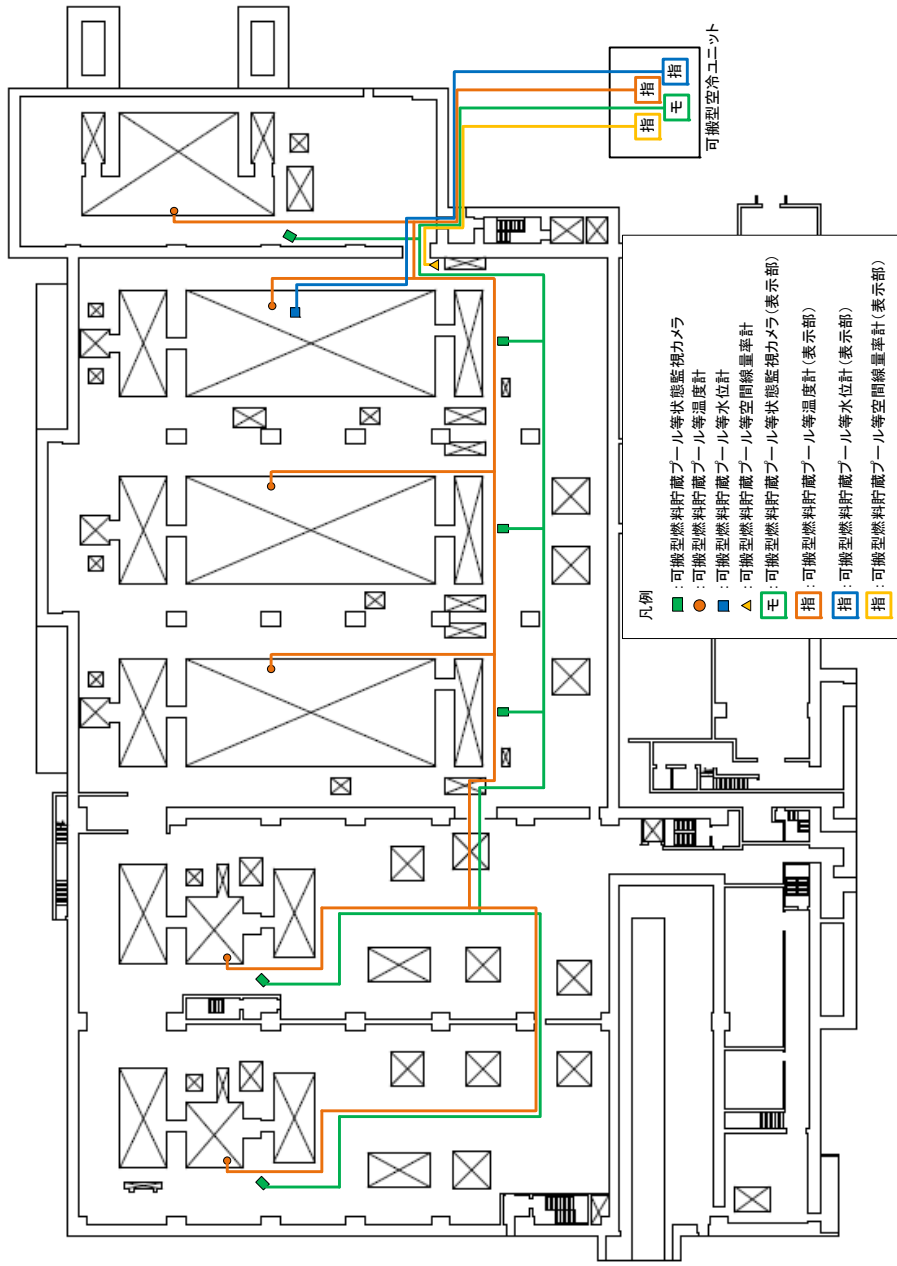 指
指
モ
指
可搬型空冷ユニット
凡例
：可搬型燃料貯蔵プール等状態監視カメラ
：可搬型燃料貯蔵プール等温度計
：可搬型燃料貯蔵プール等水位計
：可搬型燃料貯蔵プール等空間線量率計
モ：可搬型燃料貯蔵プール等状態監視カメラ(表示部)
指：可搬型燃料貯蔵プール等温度計(表示部)
指：可搬型燃料貯蔵プール等水位計(表示部)
指：可搬型燃料貯蔵プール等空間線量率計(表示部)